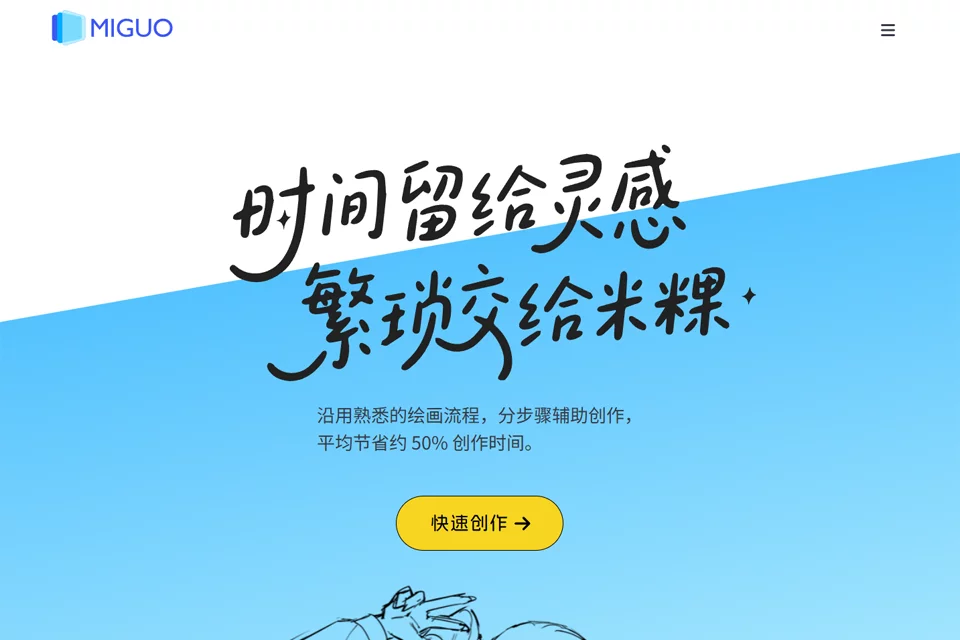 MIGUO
时间留给灵感
繁琐交给米粿
沿用熟悉的绘画流程，分步骤辅助创作，
平均节省约 50% 创作时间。
快速创作 →